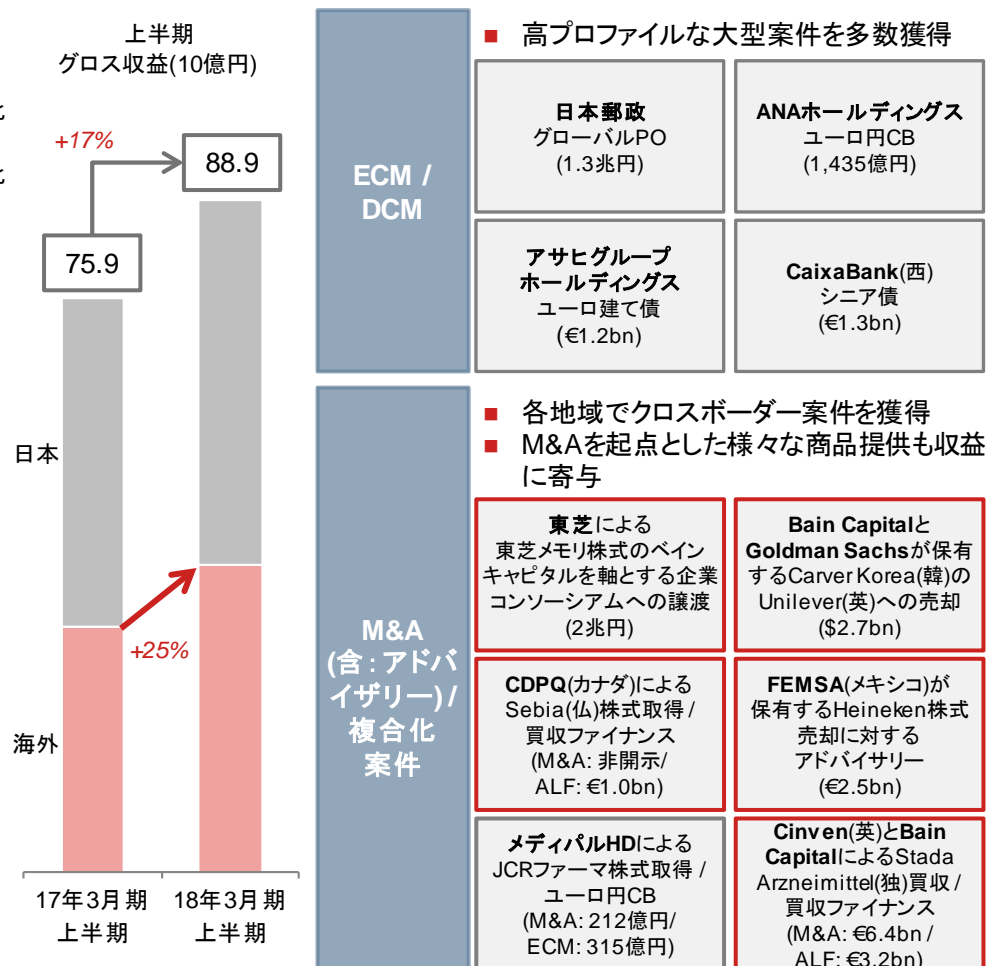 上半期
グロス収益(10億円)
+17%
88.9
75.9
日本
+25%
海外
17年3月期
上半期
18年3月期
上半期
ECM /
DCM
■ 高プロファイルな大型案件を多数獲得
日本郵政
グローバルPO
(1.3兆円)
ANAホールディングス
ユーロ円CB
(1,435億円)
アサヒグループ
ホールディングス
ユーロ建て債
(€1.2bn)
CaixaBank(西)
シニア債
(€1.3bn)
M&A
(含:アドバ
イザリー) /
複合化
案件
■ 各地域でクロスボーダー案件を獲得
■ M&Aを起点とした様々な商品提供も収益
に寄与
東芝による
東芝メモリ株式のベイン
キャピタルを軸とする企業
コンソーシアムへの譲渡
(2兆円)
Bain Capitalと
Goldman Sachsが保有
するCarver Korea(韓)の
Unilever(英)への売却
($2.7bn)
CDPQ(カナダ)による
Sebia(仏)株式取得 /
買収ファイナンス
(M&A: 非開示/
ALF: €1.0bn)
FEMSA(メキシコ)が
保有するHeineken株式
売却に対する
アドバイサリー
(€2.5bn)
メディパルHDによる
JCRファーマ株式取得 /
ユーロ円CB
(M&A: 212億円/
ECM: 315億円)
Cinven(英)とBain
CapitalによるStada
Arzneimittel(独)買収 /
買収ファイナンス
(M&A: €6.4bn /
ALF: €3.2bn)